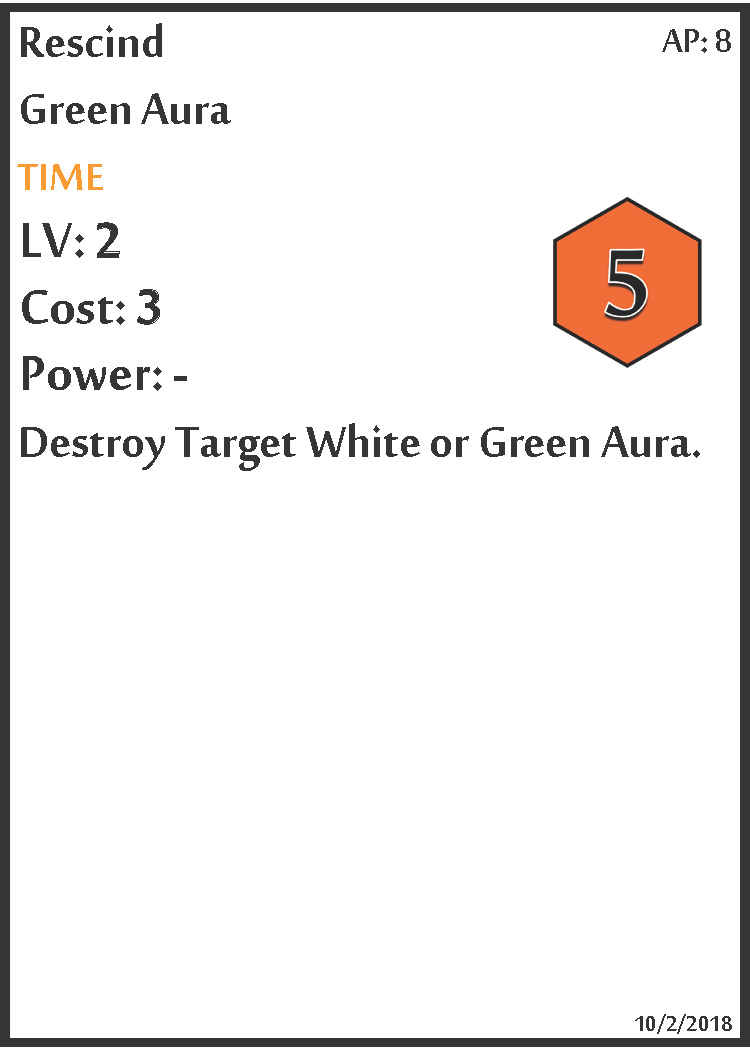 Rescind
AP: 8
Green Aura
TIME
LV: 2
Cost: 3
5
Power: -
Destroy Target White or Green Aura.
10/2/2018